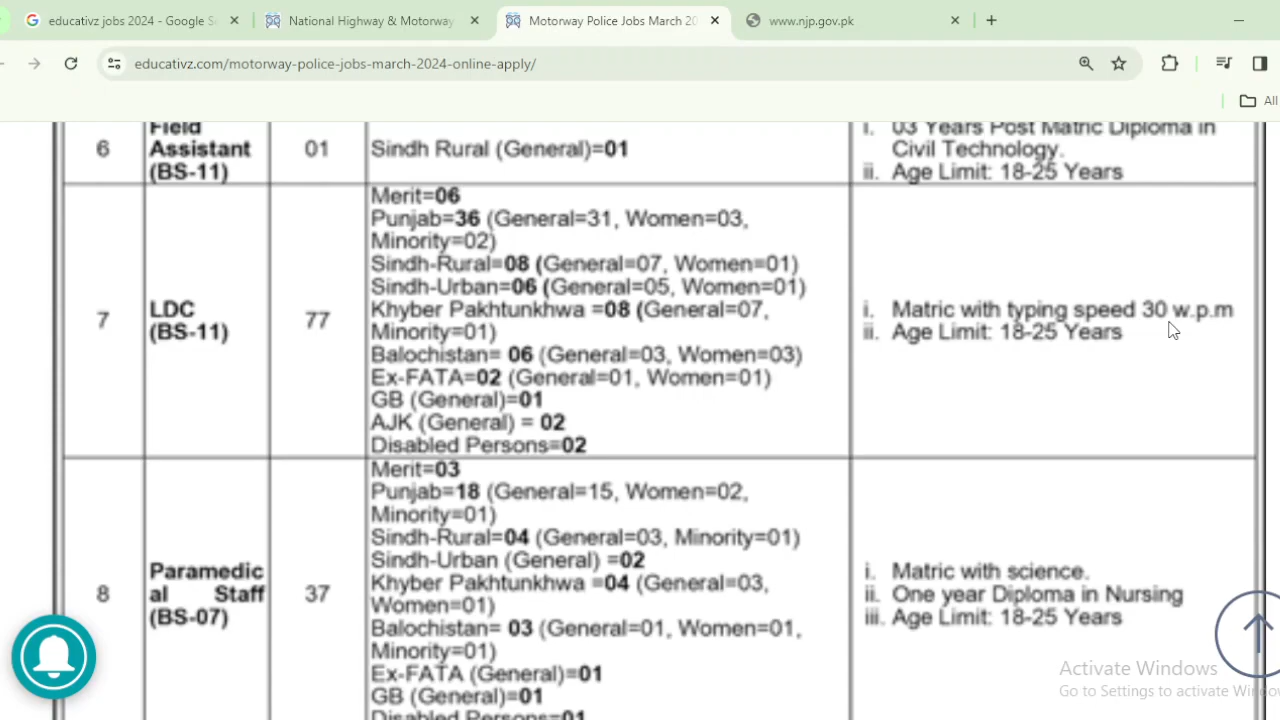 educativz jobs 2024 - Google S
National Highway & Motorway
Motorway Police Jobs March 20
www.njp.gov.pk
educativz.com/motorway-police-jobs-march-2024-online-apply/
All
6
Field
Assistant
(BS-11)
01
Sindh Rural (General)=01
i. 03 Years Post Matric Diploma in
Civil Technology.
ii. Age Limit: 18-25 Years
7
LDC
(BS-11)
77
Merit=06
Punjab=36 (General=31, Women=03,
Minority=02)
Sindh-Rural=08 (General=07, Women=01)
Sindh-Urban=06 (General=05, Women=01)
Khyber Pakhtunkhwa =08 (General=07,
Minority=01)
Balochistan= 06 (General=03, Women=03)
Ex-FATA=02 (General=01, Women=01)
GB (General)=01
AJK (General) = 02
Disabled Persons=02
i. Matric with typing speed 30 w.p.m
ii. Age Limit: 18-25 Years
8
Paramedic
al Staff
(BS-07)
37
Merit=03
Punjab=18 (General=15, Women=02,
Minority=01)
Sindh-Rural=04 (General=03, Minority=01)
Sindh-Urban (General) =02
Khyber Pakhtunkhwa =04 (General=03,
Women=01)
Balochistan= 03 (General=01, Women=01,
Minority=01)
Ex-FATA (General)=01
GB (General)=01
Disabled Persons=01
i. Matric with science.
ii. One year Diploma in Nursing
iii. Age Limit: 18-25 Years
Activate Windows
Go to Settings to activate Windo